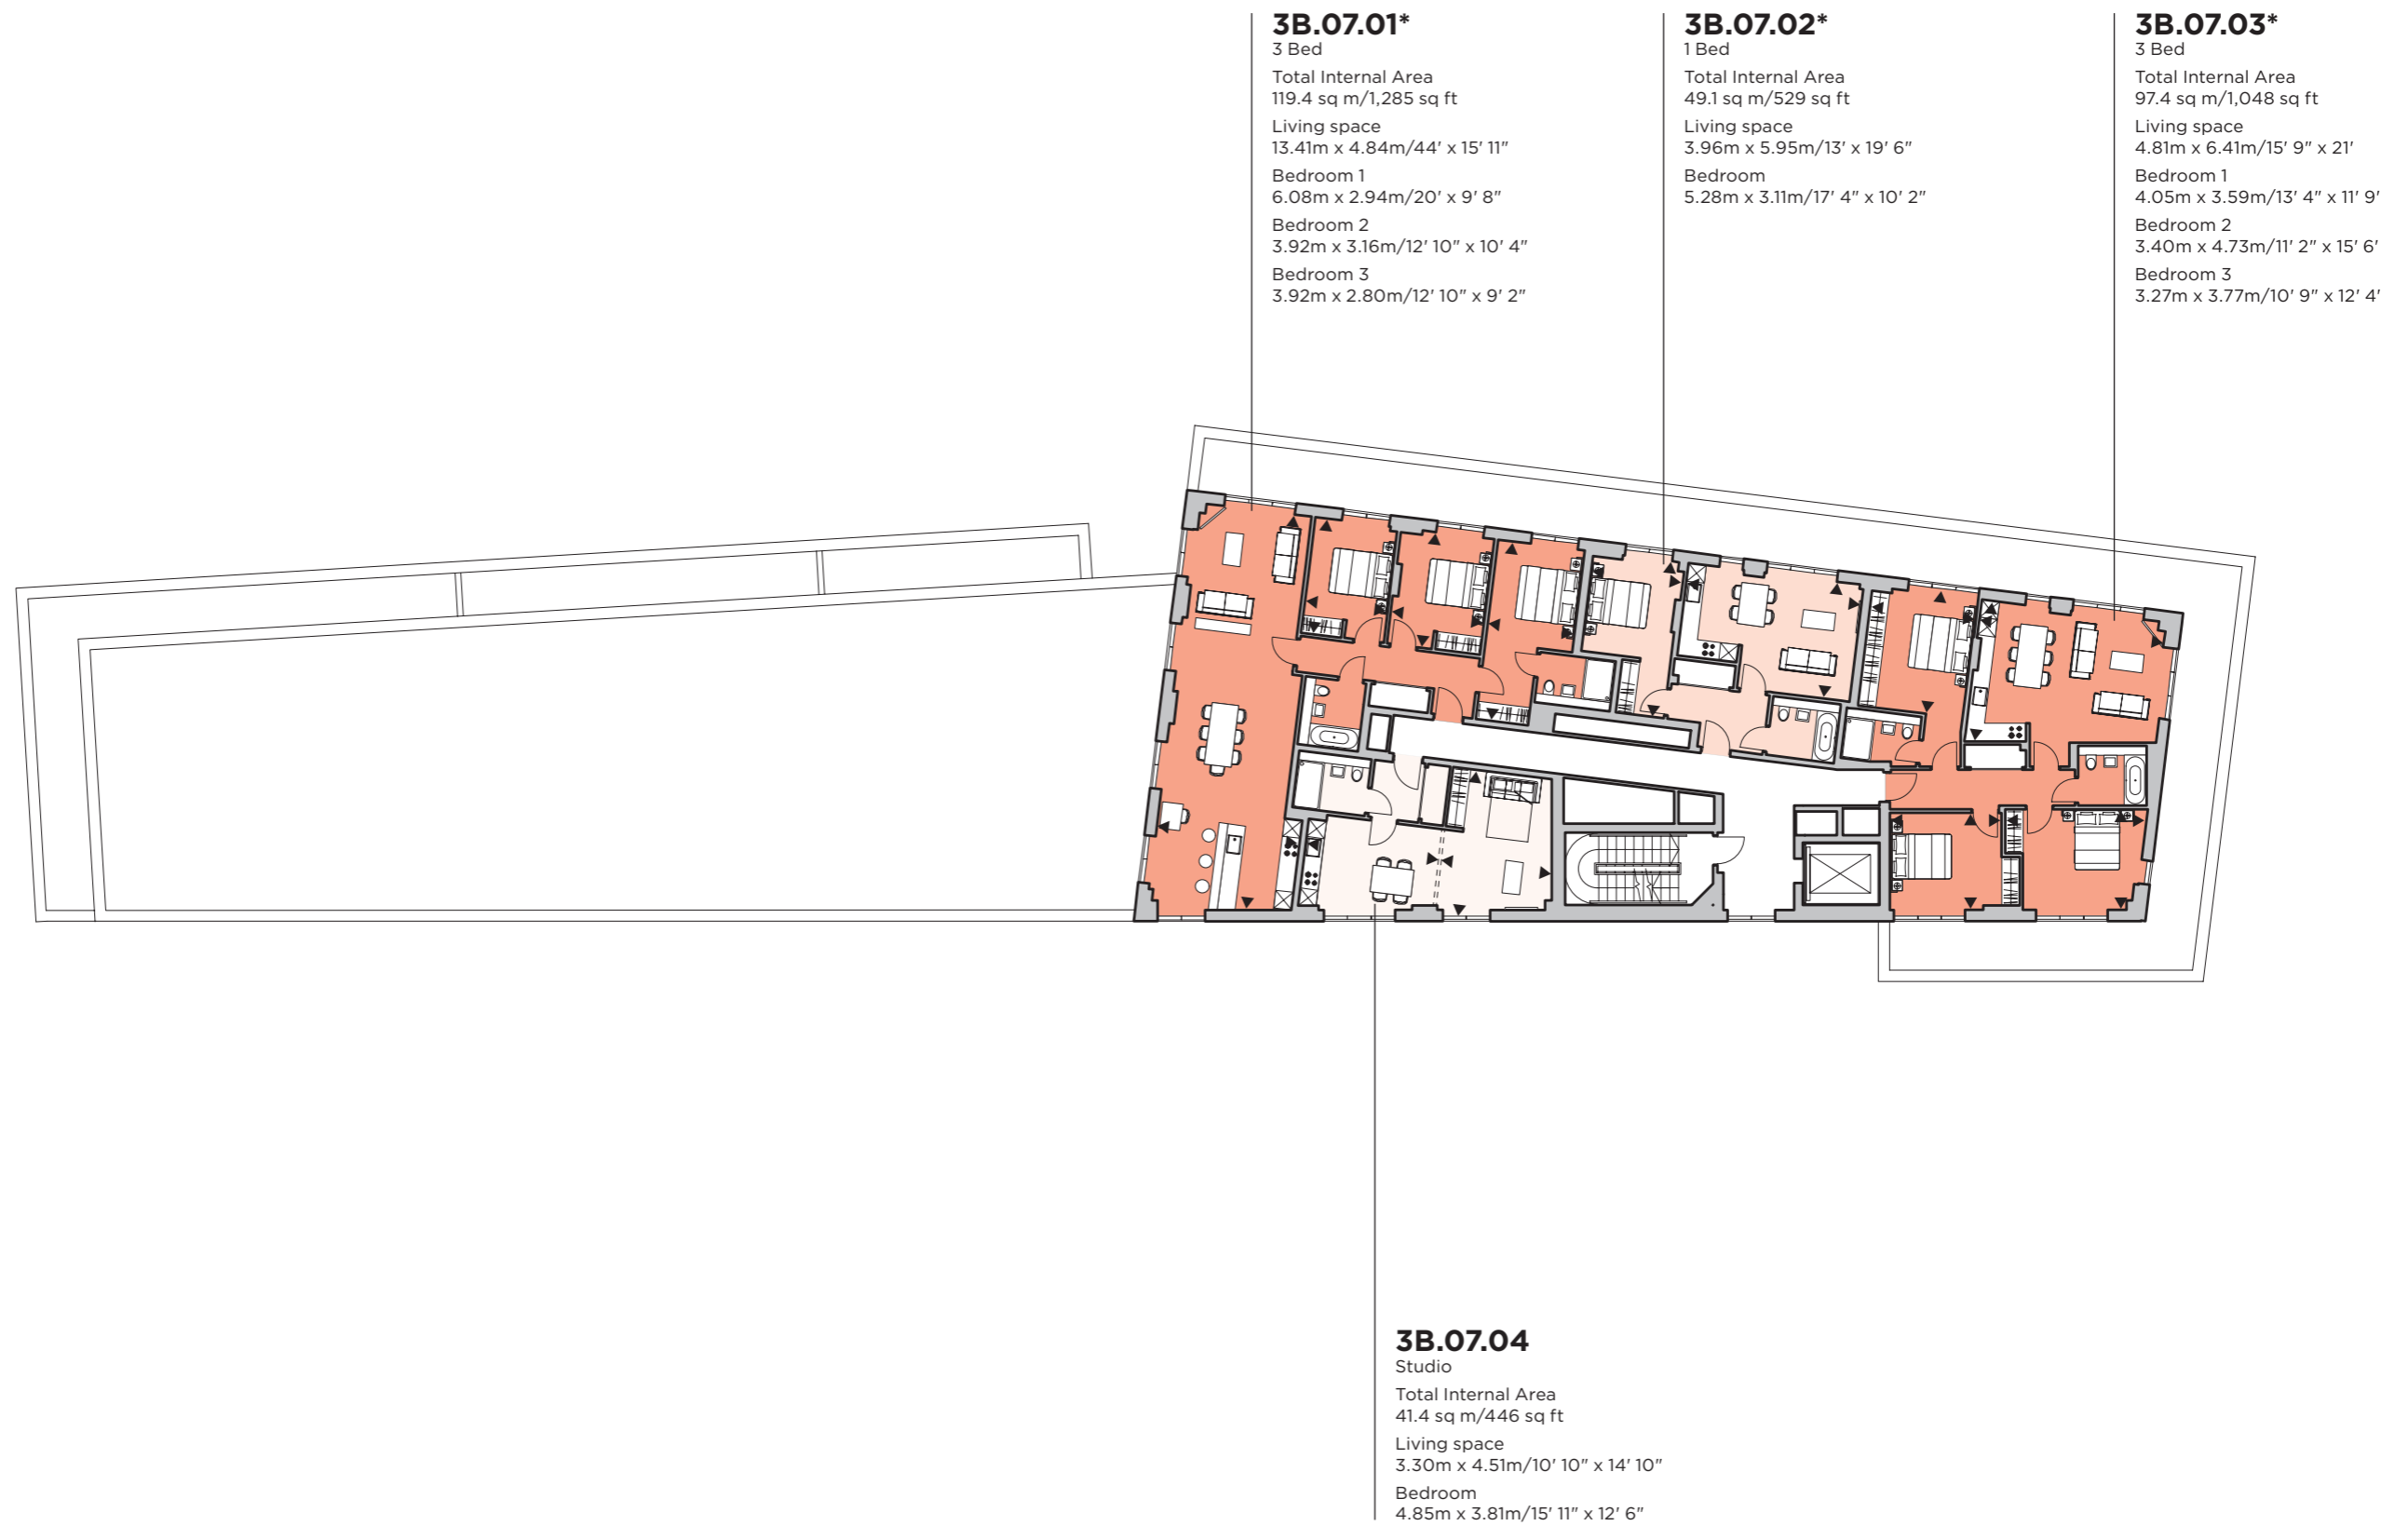 3B.07.01*
3 Bed
Total Internal Area
119.4 sq m/1,285 sq ft
Living space
13.41m x 4.84m/44' x 15' 11"
Bedroom 1
6.08m x 2.94m/20' x 9' 8"
Bedroom 2
3.92m x 3.16m/12' 10" x 10' 4"
Bedroom 3
3.92m x 2.80m/12' 10" x 9' 2"
3B.07.02*
1 Bed
Total Internal Area
49.1 sq m/529 sq ft
Living space
3.96m x 5.95m/13' x 19' 6"
Bedroom
5.28m x 3.11m/17' 4" x 10' 2"
3B.07.03*
3 Bed
Total Internal Area
97.4 sq m/1,048 sq ft
Living space
4.81m x 6.41m/15' 9" x 21'
Bedroom 1
4.05m x 3.59m/13' 4" x 11' 9'
Bedroom 2
3.40m x 4.73m/11' 2" x 15' 6'
Bedroom 3
3.27m x 3.77m/10' 9" x 12' 4'
3B.07.04
Studio
Total Internal Area
41.4 sq m/446 sq ft
Living space
3.30m x 4.51m/10' 10" x 14' 10"
Bedroom
4.85m x 3.81m/15' 11" x 12' 6"